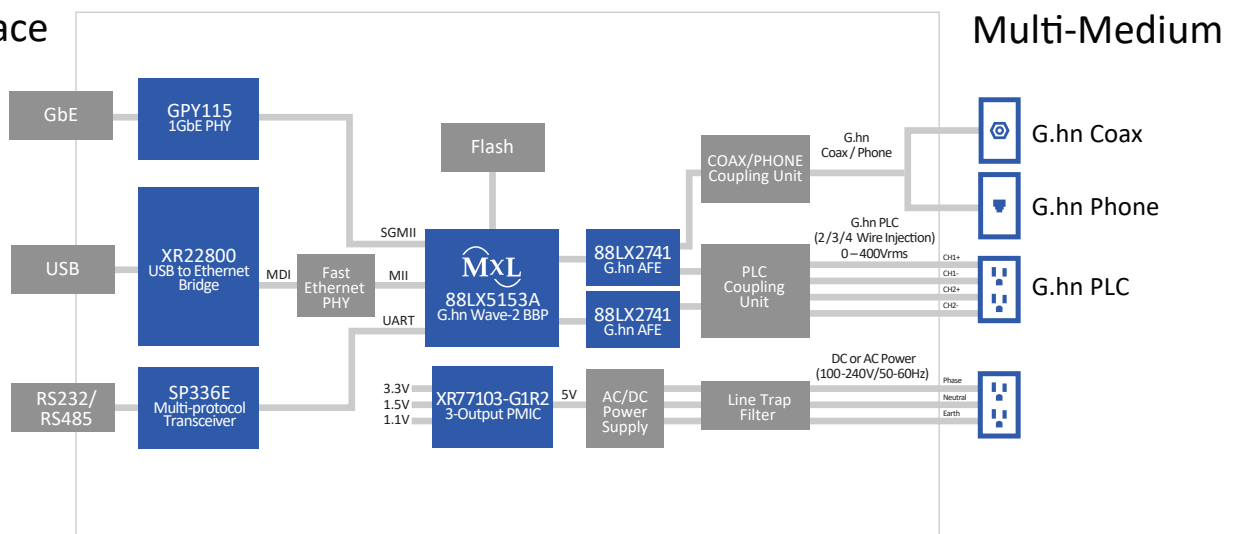 Multi-Medium
GbE
GPY115
1GbE PHY
Flash
COAX/PHONE
Coupling Unit
G.hn
Coax / Phone
G.hn Coax
G.hn Phone
USB
XR22800
USB to Ethernet
Bridge
MDI
Fast
Ethernet
PHY
SGMII
MII
UART
MxL
88LX5153A
G.hn Wave-2 BBP
88LX2741
G.hn AFE
88LX2741
G.hn AFE
PLC
Coupling
Unit
G.hn PLC
(2/3/4 Wire Injection)
0–400Vrms
CH1+
CH1-
CH2+
CH2-
G.hn PLC
RS232/
RS485
SP336E
Multi-protocol
Transceiver
3.3V
1.5V
1.1V
XR77103-G1R2
3-Output PMIC
5V
AC/DC
Power
Supply
Line Trap
Filter
DC or AC Power
(100-240V/50-60Hz)
Phase
Neutral
Earth